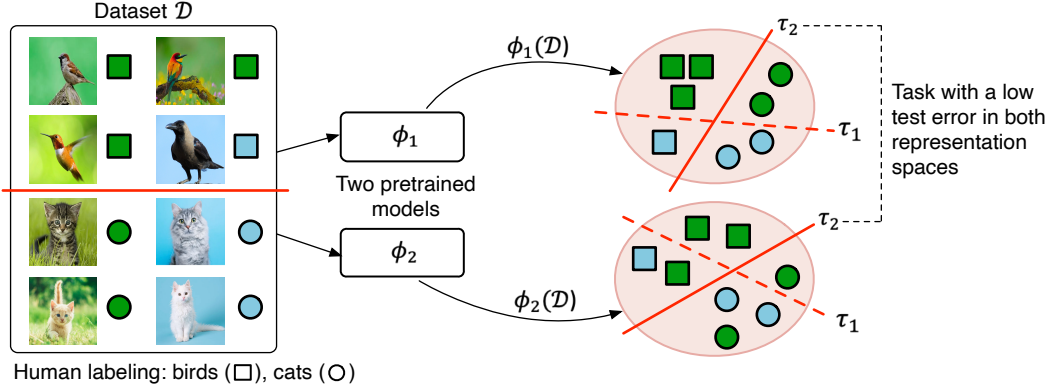 Dataset 𝒟
ϕ₁
Two pretrained
models
ϕ₂
ϕ₁(𝒟)
ϕ₂(𝒟)
τ₂
τ₁
τ₂
τ₁
Task with a low
test error in both
representation
spaces
Human labeling: birds (□), cats (○)